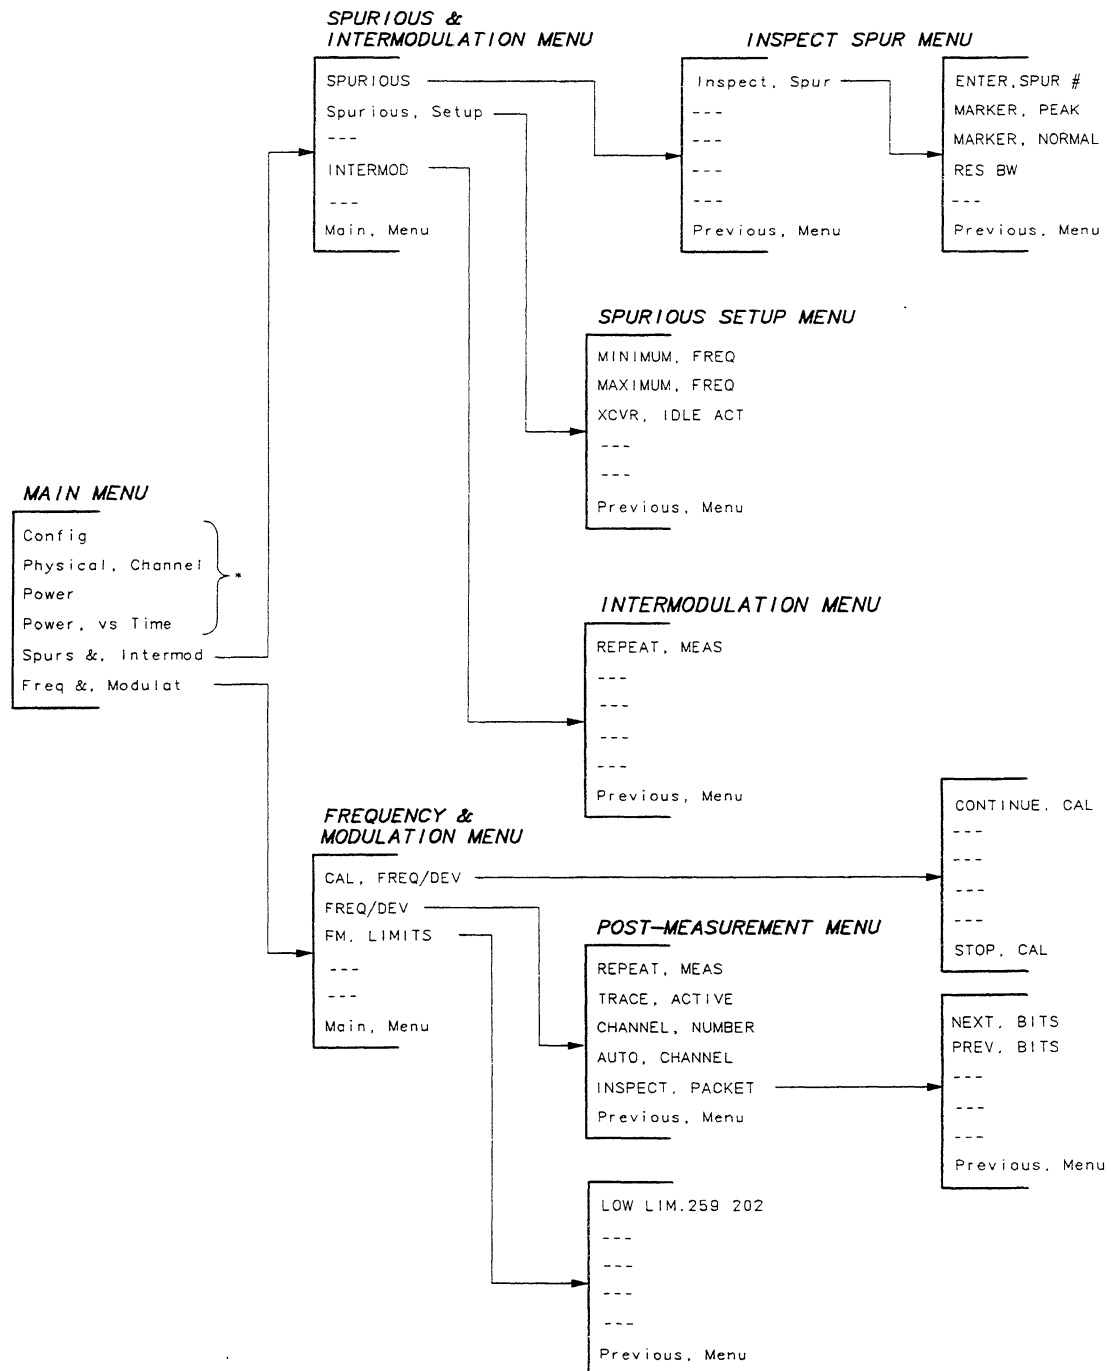 SPURIOUS &
INTERMODULATION MENU
SPURIOUS
Spurious, Setup
---
INTERMOD
---
Main, Menu
INSPECT SPUR MENU
Inspect, Spur
---
---
---
---
Previous, Menu
ENTER,SPUR #
MARKER, PEAK
MARKER, NORMAL
RES BW
---
Previous, Menu
SPURIOUS SETUP MENU
MINIMUM, FREQ
MAXIMUM, FREQ
XCVR, IDLE ACT
---
---
Previous, Menu
MAIN MENU
Config
Physical, Channel
Power
Power, vs Time
*
Spurs &, Intermod
Freq &, Modulat
INTERMODULATION MENU
REPEAT, MEAS
---
---
---
---
Previous, Menu
FREQUENCY &
MODULATION MENU
CAL, FREQ/DEV
FREQ/DEV
FM, LIMITS
---
---
Main, Menu
CONTINUE, CAL
---
---
---
---
STOP, CAL
POST-MEASUREMENT MENU
REPEAT, MEAS
TRACE, ACTIVE
CHANNEL, NUMBER
AUTO, CHANNEL
INSPECT, PACKET
Previous, Menu
NEXT, BITS
PREV, BITS
---
---
---
Previous, Menu
LOW LIM.259 202
---
---
---
---
Previous, Menu